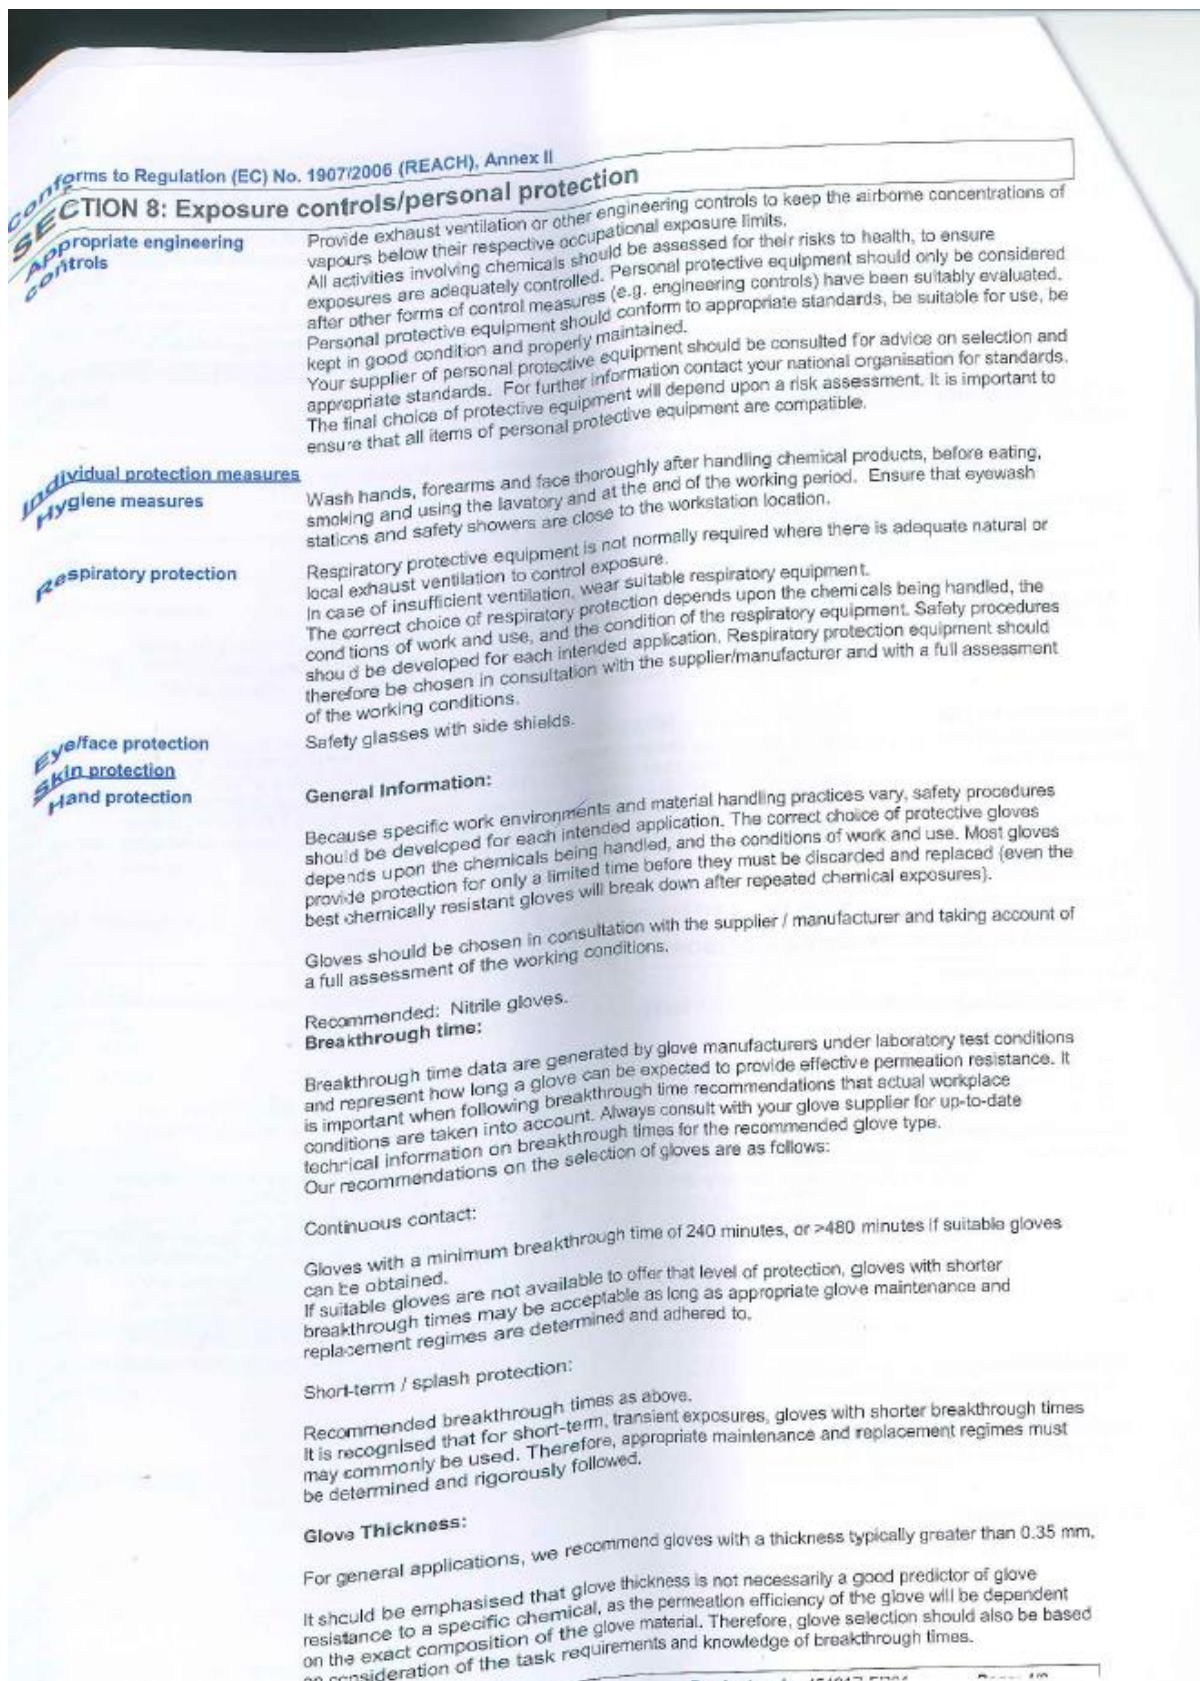 Conforms to Regulation (EC) No. 1907/2006 (REACH), Annex II
SECTION 8: Exposure controls/personal protection
Appropriate engineering controls
Provide exhaust ventilation or other engineering controls to keep the airborne concentrations of
vapours below their respective occupational exposure limits.
All activities involving chemicals should be assessed for their risks to health, to ensure
exposures are adequately controlled. Personal protective equipment should only be considered
after other forms of control measures (e.g. engineering controls) have been suitably evaluated.
Personal protective equipment should conform to appropriate standards, be suitable for use, be
kept in good condition and properly maintained.
Your supplier of personal protective equipment should be consulted for advice on selection and
appropriate standards. For further information contact your national organisation for standards.
The final choice of protective equipment will depend upon a risk assessment. It is important to
ensure that all items of personal protective equipment are compatible.
Individual protection measures
Hygiene measures
Wash hands, forearms and face thoroughly after handling chemical products, before eating,
smoking and using the lavatory and at the end of the working period. Ensure that eyewash
stations and safety showers are close to the workstation location.
Respiratory protection
Respiratory protective equipment is not normally required where there is adequate natural or
local exhaust ventilation to control exposure.
In case of insufficient ventilation, wear suitable respiratory equipment.
The correct choice of respiratory protection depends upon the chemicals being handled, the
conditions of work and use, and the condition of the respiratory equipment. Safety procedures
should be developed for each intended application. Respiratory protection equipment should
therefore be chosen in consultation with the supplier/manufacturer and with a full assessment
of the working conditions.
Eye/face protection
Safety glasses with side shields.
Skin protection
Hand protection
General Information:
Because specific work environments and material handling practices vary, safety procedures
should be developed for each intended application. The correct choice of protective gloves
depends upon the chemicals being handled, and the conditions of work and use. Most gloves
provide protection for only a limited time before they must be discarded and replaced (even the
best chemically resistant gloves will break down after repeated chemical exposures).
Gloves should be chosen in consultation with the supplier / manufacturer and taking account of
a full assessment of the working conditions.
Recommended: Nitrile gloves.
Breakthrough time:
Breakthrough time data are generated by glove manufacturers under laboratory test conditions
and represent how long a glove can be expected to provide effective permeation resistance. It
is important when following breakthrough time recommendations that actual workplace
conditions are taken into account. Always consult with your glove supplier for up-to-date
technical information on breakthrough times for the recommended glove type.
Our recommendations on the selection of gloves are as follows:
Continuous contact:
Gloves with a minimum breakthrough time of 240 minutes, or >480 minutes if suitable gloves
can be obtained.
If suitable gloves are not available to offer that level of protection, gloves with shorter
breakthrough times may be acceptable as long as appropriate glove maintenance and
replacement regimes are determined and adhered to.
Short-term / splash protection:
Recommended breakthrough times as above.
It is recognised that for short-term, transient exposures, gloves with shorter breakthrough times
may commonly be used. Therefore, appropriate maintenance and replacement regimes must
be determined and rigorously followed.
Glove Thickness:
For general applications, we recommend gloves with a thickness typically greater than 0.35 mm.
It should be emphasised that glove thickness is not necessarily a good predictor of glove
resistance to a specific chemical, as the permeation efficiency of the glove will be dependent
on the exact composition of the glove material. Therefore, glove selection should also be based
on consideration of the task requirements and knowledge of breakthrough times.